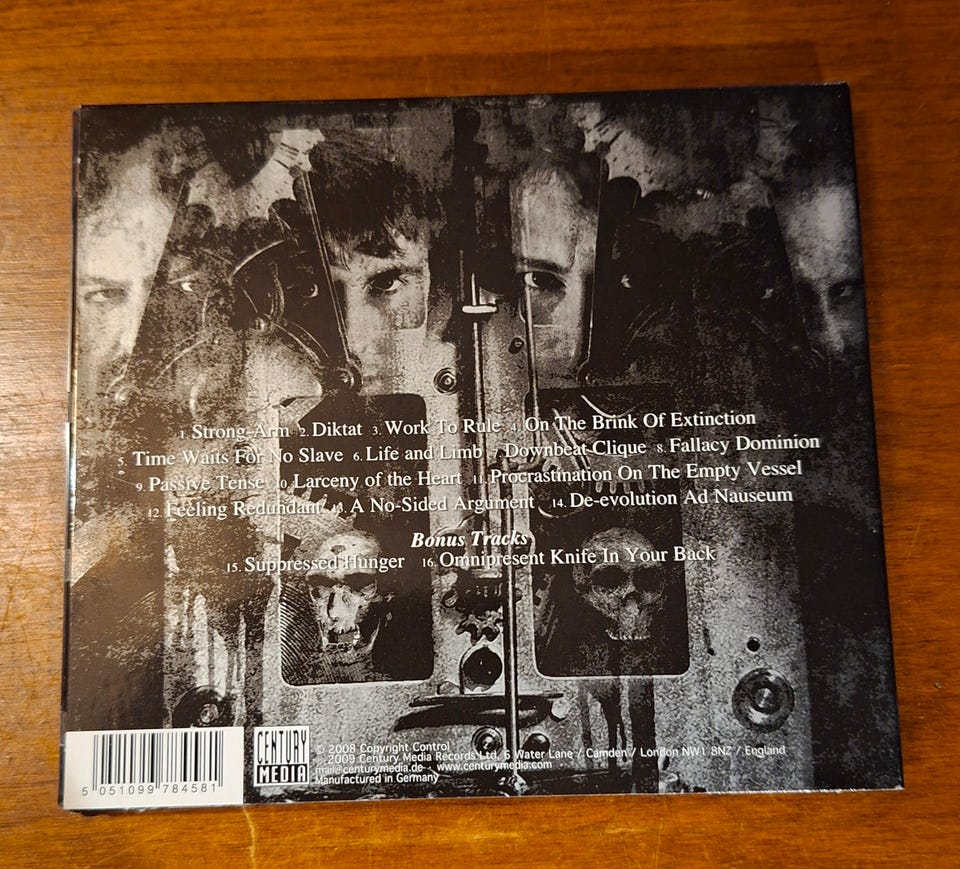 1. Strong-Arm 2. Diktat 3. Work To Rule 4. On The Brink Of Extinction
5. Time Waits For No Slave 6. Life and Limb 7. Downbeat Clique 8. Fallacy Dominion
9. Passive Tense 10. Larceny of the Heart 11. Procrastination On The Empty Vessel
12. Feeling Redundant 13. A No-Sided Argument 14. De-evolution Ad Nauseum
Bonus Tracks
15. Suppressed Hunger 16. Omnipresent Knife In Your Back
CENTURY
MEDIA
© 2008 Copyright Control
℗ 2009 Century Media Records Ltd, 6 Water Lane / Camden / London NW1 8NZ / England
mail@centurymedia.de www.centurymedia.com
Manufactured in Germany
5 051099 784581